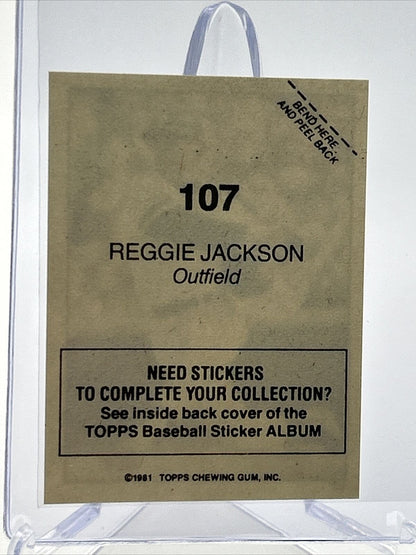 BEND HERE
AND PEEL BACK
107
REGGIE JACKSON
Outfield
NEED STICKERS
TO COMPLETE YOUR COLLECTION?
See inside back cover of the
TOPPS Baseball Sticker ALBUM
©1981 TOPPS CHEWING GUM, INC.